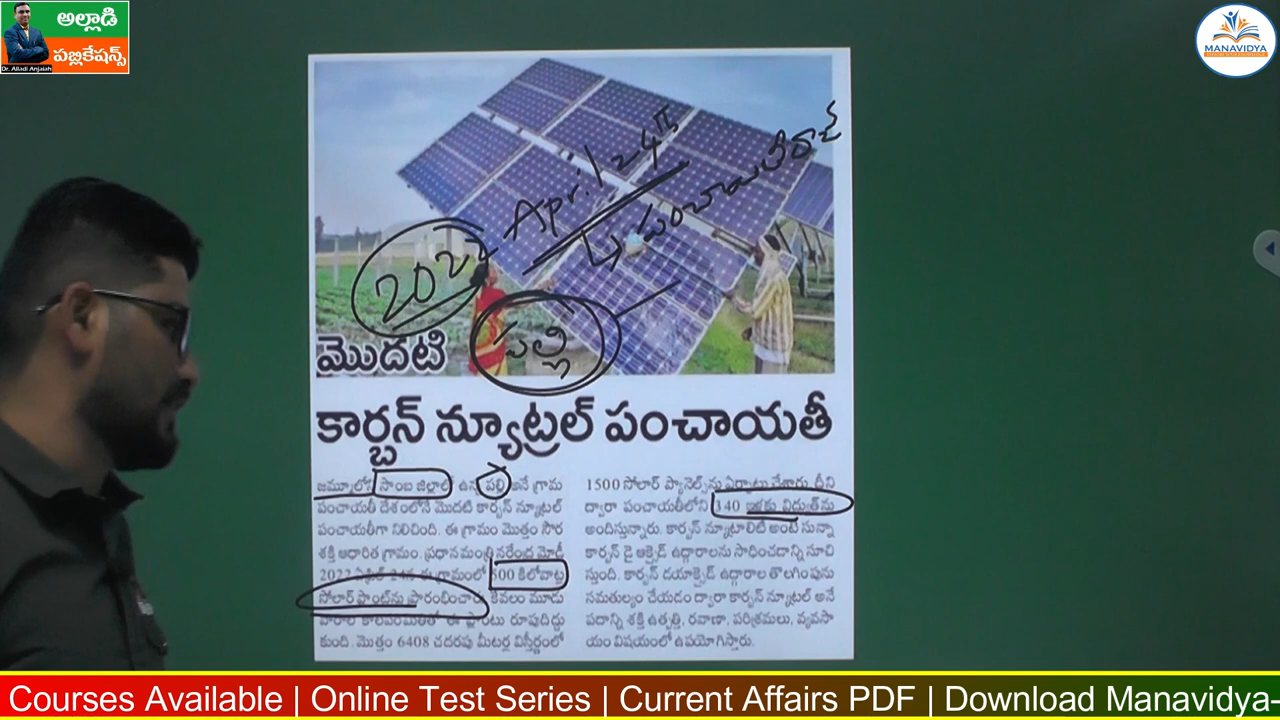 అల్లాడి
పబ్లికేషన్స్
Dr. Alladi Anjaiah
MANAVIDYA
2022 April 24th
↳ పంచాయతీరాజ్
పల్లి
మొదటి
కార్బన్ న్యూట్రల్ పంచాయతీ
జమ్మూలోని సాంబ జిల్లాలో ఉన్న పల్లి అనే గ్రామ
పంచాయతీ దేశంలోనే మొదటి కార్బన్ న్యూట్రల్
పంచాయతీగా నిలిచింది. ఈ గ్రామం మొత్తం సౌర
శక్తి ఆధారిత గ్రామం. ప్రధానమంత్రి నరేంద్ర మోడీ
2022 ఏప్రిల్ 24న ఈ గ్రామంలో 500 కిలోవాట్ల
సోలార్ ప్లాంట్‌ను ప్రారంభించారు. కేవలం మూడు
వారాల కాలపరిమితితో ఈ ప్లాంటు రూపుదిద్దు
కుంది. మొత్తం 6408 చదరపు మీటర్ల విస్తీర్ణంలో
1500 సోలార్ ప్యానెల్స్‌ను ఏర్పాటు చేశారు. దీని
ద్వారా పంచాయతీలోని 340 ఇళ్లకు విద్యుత్‌ను
అందిస్తున్నారు. కార్బన్ న్యూట్రాలిటీ అంటే సున్నా
కార్బన్ డై ఆక్సైడ్ ఉద్గారాలను సాధించడాన్ని సూచి
స్తుంది. కార్బన్ డయాక్సైడ్ ఉద్గారాల తొలగింపును
సమతుల్యం చేయడం ద్వారా కార్బన్ న్యూట్రల్ అనే
పదాన్ని శక్తి ఉత్పత్తి, రవాణా, పరిశ్రమలు, వ్యవసా
యం విషయంలో ఉపయోగిస్తారు.
Courses Available | Online Test Series | Current Affairs PDF | Download Manavidya-